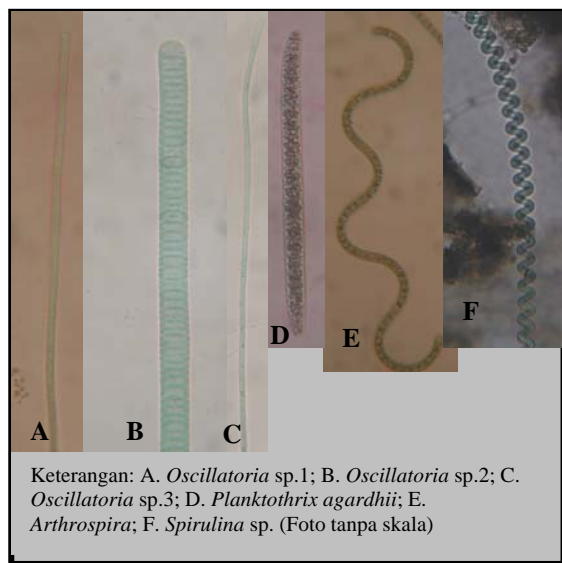 A
B
C
D
E
F
Keterangan: A. Oscillatoria sp.1; B. Oscillatoria sp.2; C.
Oscillatoria sp.3; D. Planktothrix agardhii; E.
Arthrospira; F. Spirulina sp. (Foto tanpa skala)